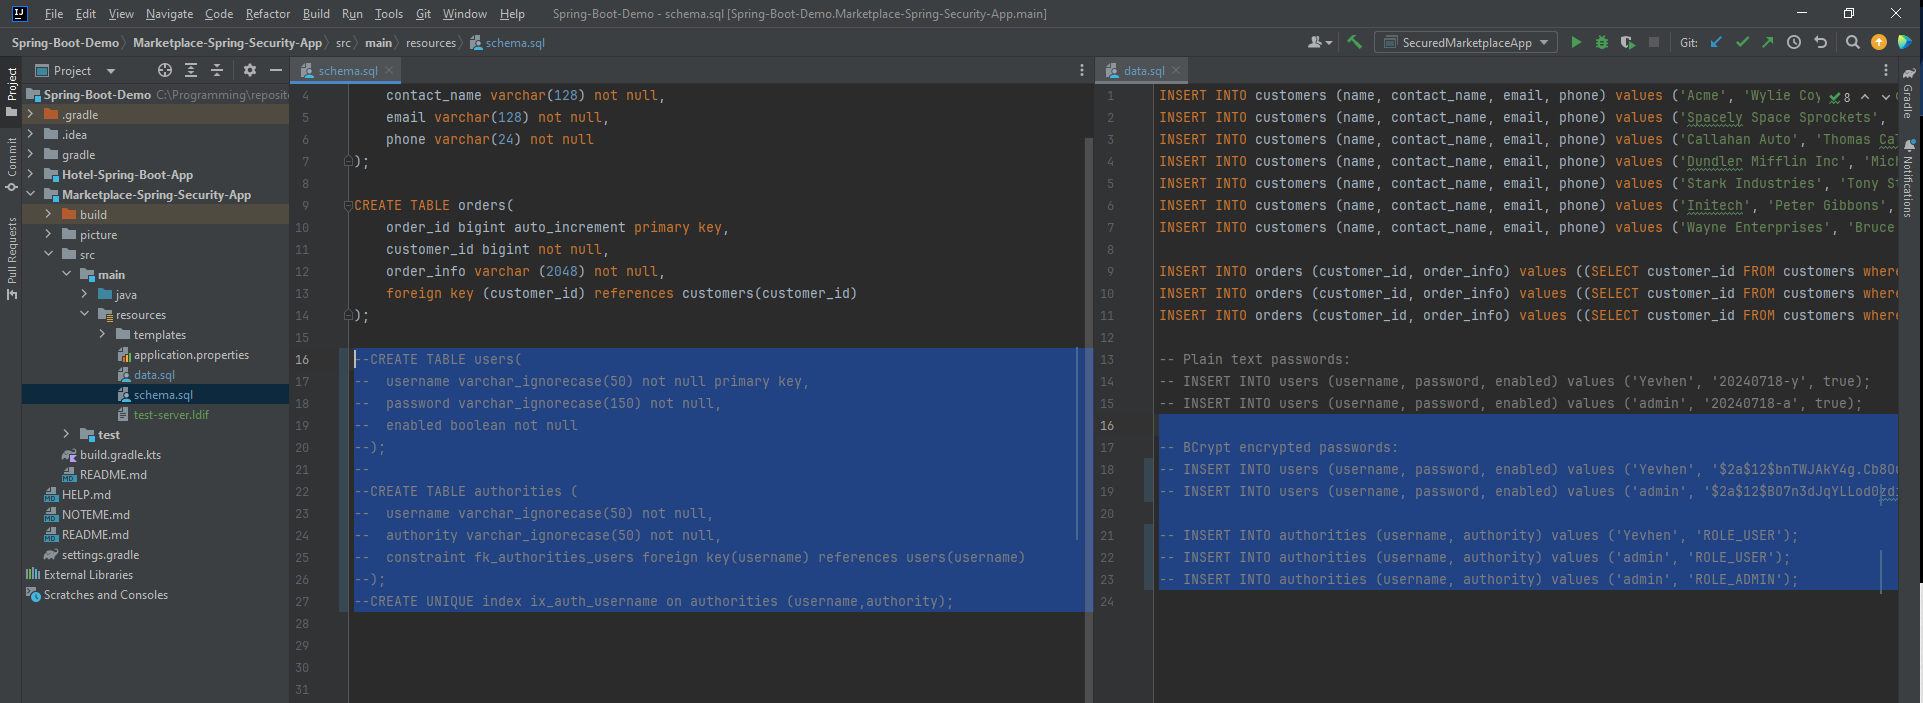 File Edit View Navigate Code Refactor Build Run Tools Git Window Help Spring-Boot-Demo - schema.sql [Spring-Boot-Demo.Marketplace-Spring-Security-App.main]
Spring-Boot-Demo Marketplace-Spring-Security-App src main resources schema.sql SecuredMarketplaceApp Git:
Project
Commit
Pull Requests
Project
Spring-Boot-Demo C:\Programming\reposit
.gradle
.idea
gradle
Hotel-Spring-Boot-App
Marketplace-Spring-Security-App
build
picture
src
main
java
resources
templates
application.properties
data.sql
schema.sql
test-server.ldif
test
build.gradle.kts
README.md
HELP.md
NOTEME.md
README.md
settings.gradle
External Libraries
Scratches and Consoles
schema.sql
4 contact_name varchar(128) not null,
5 email varchar(128) not null,
6 phone varchar(24) not null
7 );
8
9 CREATE TABLE orders(
10 order_id bigint auto_increment primary key,
11 customer_id bigint not null,
12 order_info varchar (2048) not null,
13 foreign key (customer_id) references customers(customer_id)
14 );
15
16 --CREATE TABLE users(
17 -- username varchar_ignorecase(50) not null primary key,
18 -- password varchar_ignorecase(150) not null,
19 -- enabled boolean not null
20 --);
21 --
22 --CREATE TABLE authorities (
23 -- username varchar_ignorecase(50) not null,
24 -- authority varchar_ignorecase(50) not null,
25 -- constraint fk_authorities_users foreign key(username) references users(username)
26 --);
27 --CREATE UNIQUE index ix_auth_username on authorities (username,authority);
28
29
30
31
data.sql
8
1 INSERT INTO customers (name, contact_name, email, phone) values ('Acme', 'Wylie Coy
2 INSERT INTO customers (name, contact_name, email, phone) values ('Spacely Space Sprockets',
3 INSERT INTO customers (name, contact_name, email, phone) values ('Callahan Auto', 'Thomas Cal
4 INSERT INTO customers (name, contact_name, email, phone) values ('Dundler Mifflin Inc', 'Mich
5 INSERT INTO customers (name, contact_name, email, phone) values ('Stark Industries', 'Tony St
6 INSERT INTO customers (name, contact_name, email, phone) values ('Initech', 'Peter Gibbons',
7 INSERT INTO customers (name, contact_name, email, phone) values ('Wayne Enterprises', 'Bruce
9 INSERT INTO orders (customer_id, order_info) values ((SELECT customer_id FROM customers where
10 INSERT INTO orders (customer_id, order_info) values ((SELECT customer_id FROM customers where
11 INSERT INTO orders (customer_id, order_info) values ((SELECT customer_id FROM customers where
12
13 -- Plain text passwords:
14 -- INSERT INTO users (username, password, enabled) values ('Yevhen', '20240718-y', true);
15 -- INSERT INTO users (username, password, enabled) values ('admin', '20240718-a', true);
16
17 -- BCrypt encrypted passwords:
18 -- INSERT INTO users (username, password, enabled) values ('Yevhen', '$2a$12$bnTWJAkY4g.Cb80u
19 -- INSERT INTO users (username, password, enabled) values ('admin', '$2a$12$BO7n3dJqYLLod0zdi
20
21 -- INSERT INTO authorities (username, authority) values ('Yevhen', 'ROLE_USER');
22 -- INSERT INTO authorities (username, authority) values ('admin', 'ROLE_USER');
23 -- INSERT INTO authorities (username, authority) values ('admin', 'ROLE_ADMIN');
24
Gradle
Notifications